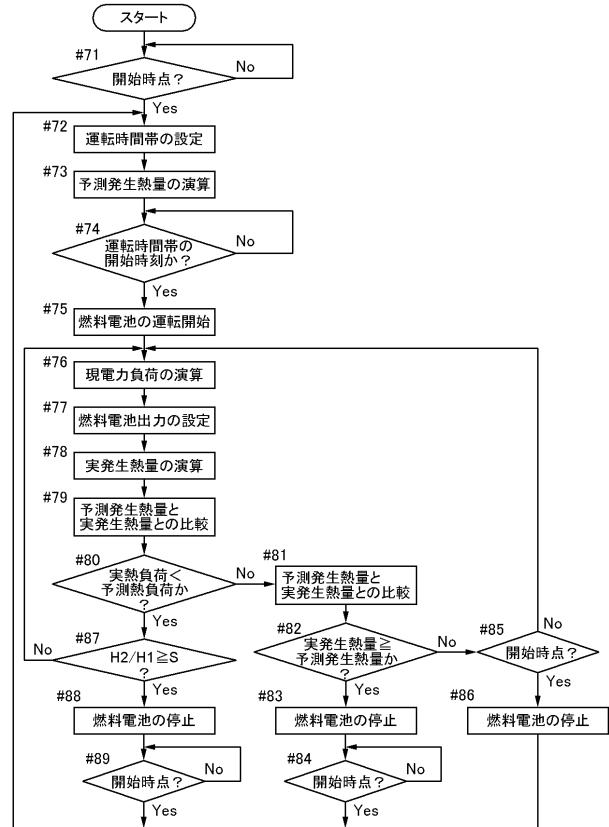 スタート
#71
開始時点？
No
Yes
#72
運転時間帯の設定
#73
予測発生熱量の演算
#74
運転時間帯の
開始時刻か？
No
Yes
#75
燃料電池の運転開始
#76
現電力負荷の演算
#77
燃料電池出力の設定
#78
実発生熱量の演算
#79
予測発生熱量と
実発生熱量との比較
#80
実熱負荷＜
予測熱負荷か
？
No
Yes
#81
予測発生熱量と
実発生熱量との比較
#82
実発生熱量≧
予測発生熱量か
？
No
Yes
#85
開始時点？
No
Yes
#87
H2/H1≧S
？
No
Yes
#88
燃料電池の停止
#83
燃料電池の停止
#86
燃料電池の停止
#89
開始時点？
No
Yes
#84
開始時点？
No
Yes